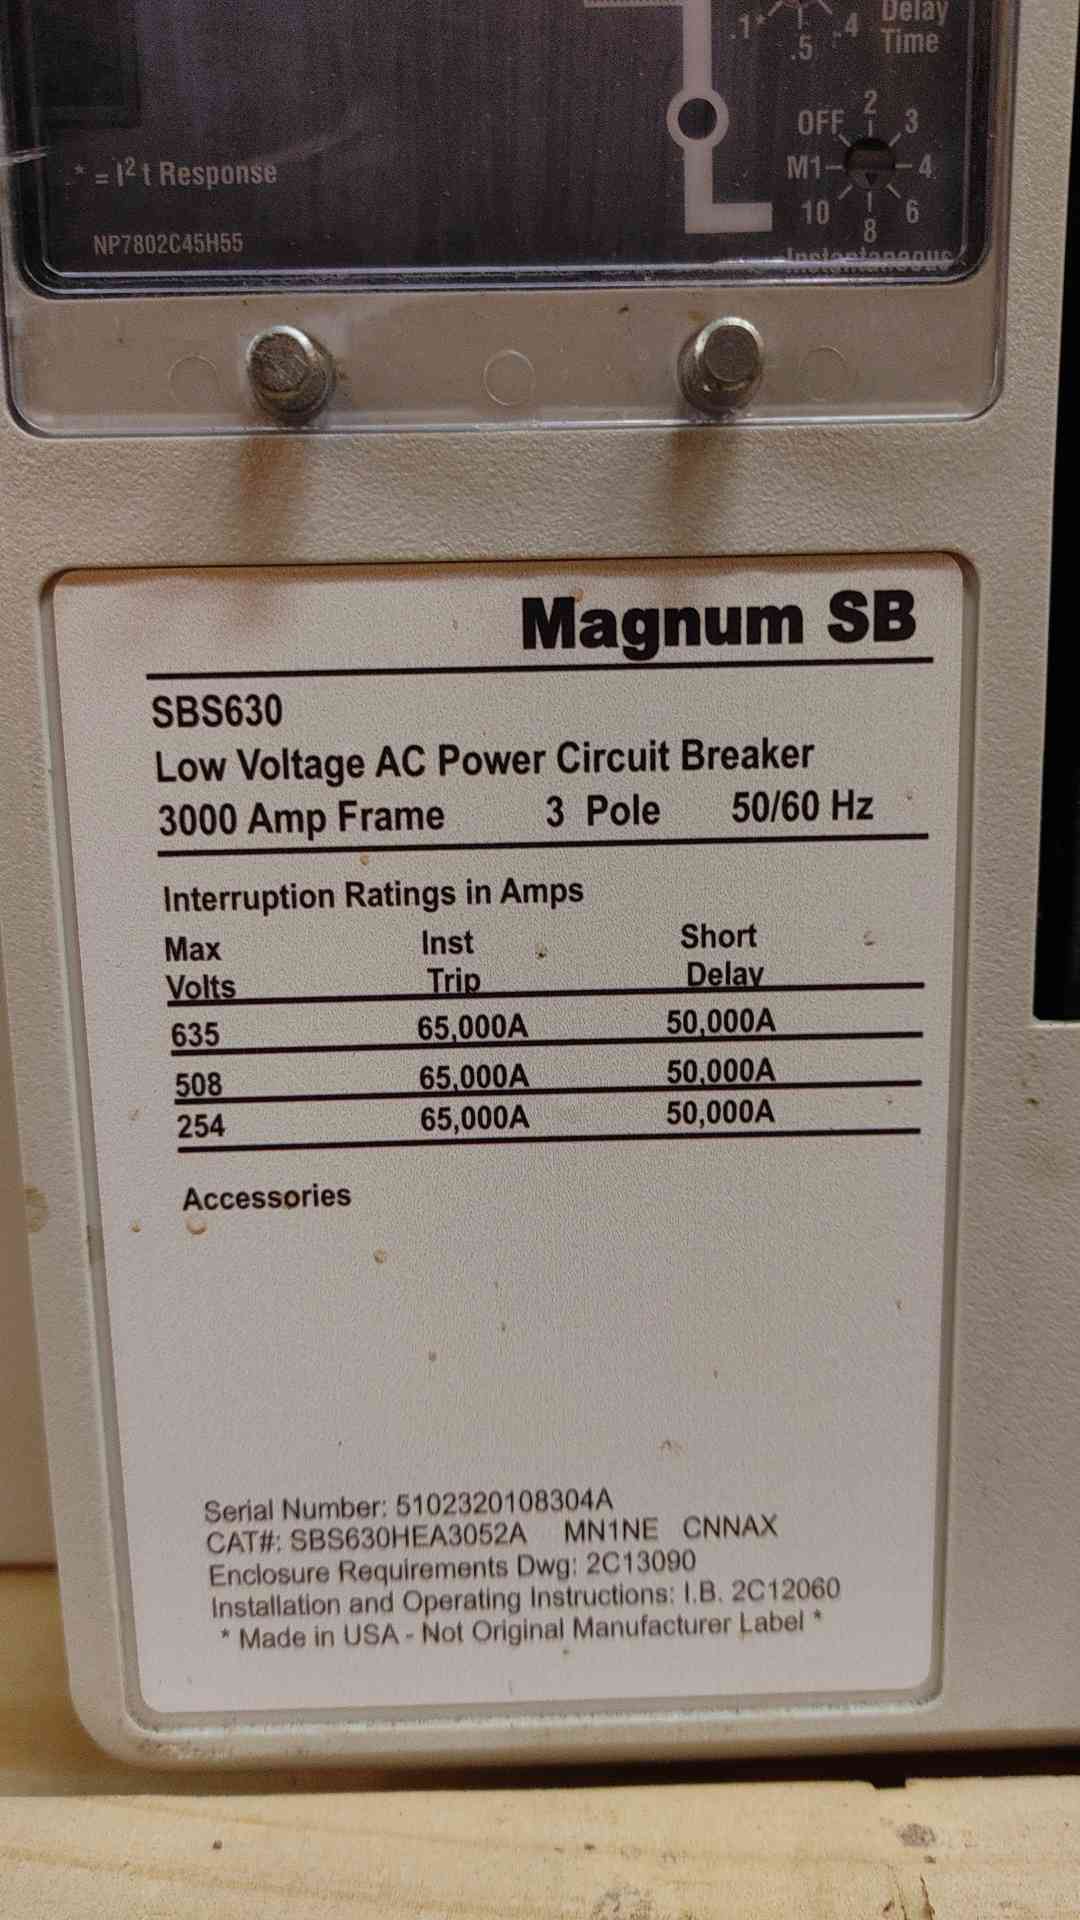 Delay
.1* .5 .4 Time
2
OFF 3
* = I²t Response M1 4
10 6
8
NP7802C45H55
Instantaneous
Magnum SB
SBS630
Low Voltage AC Power Circuit Breaker
3000 Amp Frame 3 Pole 50/60 Hz
Interruption Ratings in Amps
Max Inst Short
Volts Trip Delay
635 65,000A 50,000A
508 65,000A 50,000A
254 65,000A 50,000A
Accessories
Serial Number: 5102320108304A
CAT#: SBS630HEA3052A MN1NE CNNAX
Enclosure Requirements Dwg: 2C13090
Installation and Operating Instructions: I.B. 2C12060
* Made in USA - Not Original Manufacturer Label *